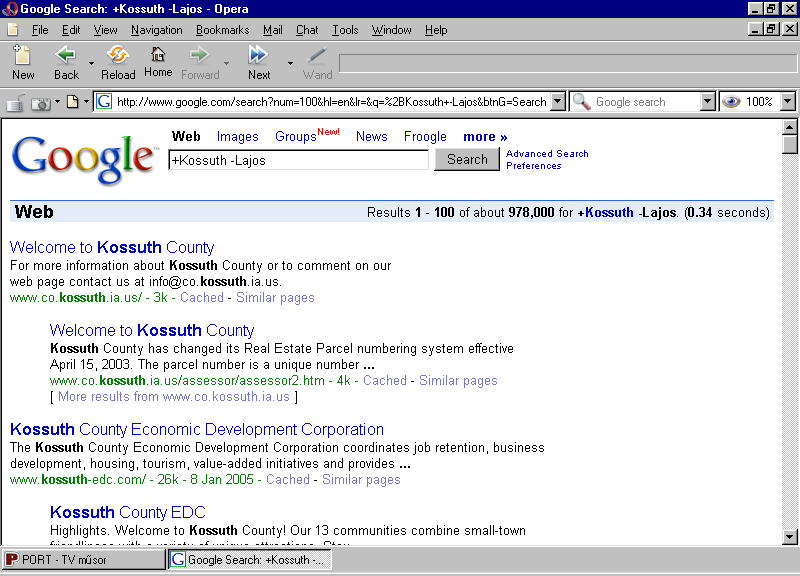 Google Search: +Kossuth -Lajos - Opera
File Edit View Navigation Bookmarks Mail Chat Tools Window Help
New Back Reload Home Forward Next Wand
http://www.google.com/search?num=100&hl=en&lr=&q=%2BKossuth+-Lajos&btnG=Search Google search 100%
Web Images Groups New! News Froogle more »
Google™
+Kossuth -Lajos Search Advanced Search
Preferences
Web Results 1 - 100 of about 978,000 for +Kossuth -Lajos. (0.34 seconds)
Welcome to Kossuth County
For more information about Kossuth County or to comment on our
web page contact us at info@co.kossuth.ia.us.
www.co.kossuth.ia.us/ - 3k - Cached - Similar pages
Welcome to Kossuth County
Kossuth County has changed its Real Estate Parcel numbering system effective
April 15, 2003. The parcel number is a unique number ...
www.co.kossuth.ia.us/assessor/assessor2.htm - 4k - Cached - Similar pages
[ More results from www.co.kossuth.ia.us ]
Kossuth County Economic Development Corporation
The Kossuth County Economic Development Corporation coordinates job retention, business
development, housing, tourism, value-added initiatives and provides ...
www.kossuth-edc.com/ - 26k - 8 Jan 2005 - Cached - Similar pages
Kossuth County EDC
Highlights. Welcome to Kossuth County! Our 13 communities combine small-town
PORT - TV műsor Google Search: +Kossuth -...